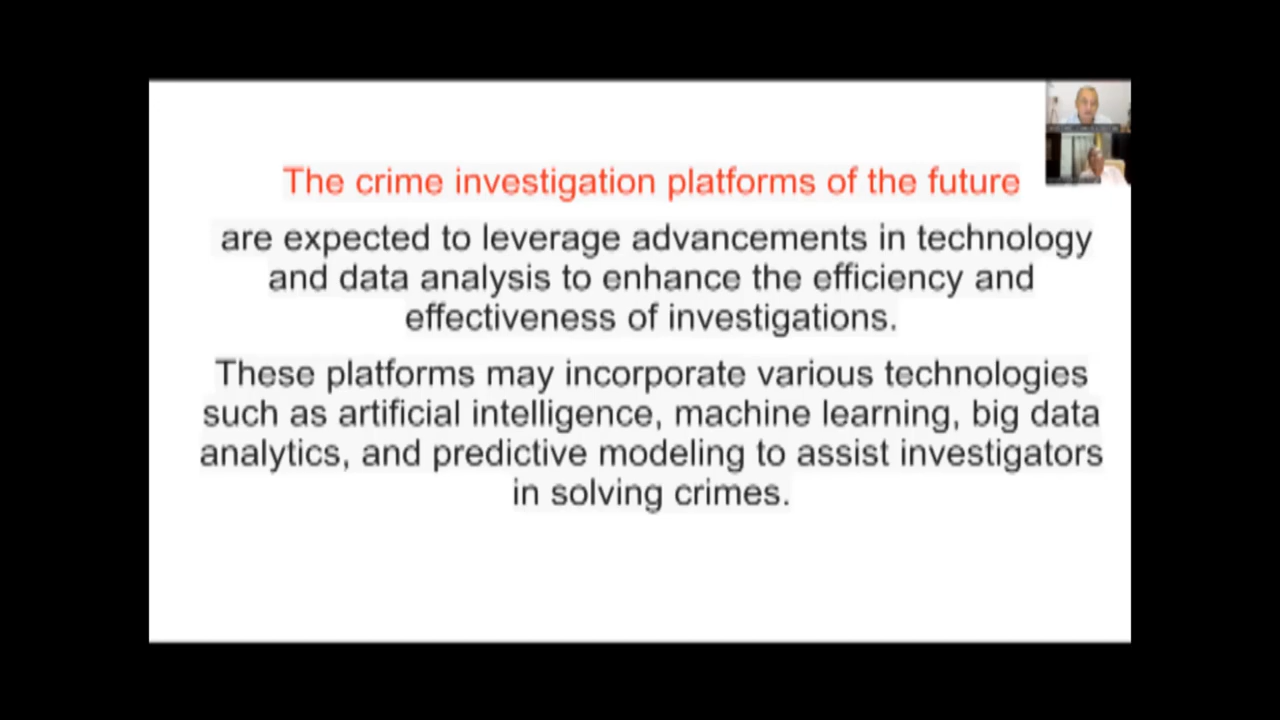 The crime investigation platforms of the future
are expected to leverage advancements in technology
and data analysis to enhance the efficiency and
effectiveness of investigations.
These platforms may incorporate various technologies
such as artificial intelligence, machine learning, big data
analytics, and predictive modeling to assist investigators
in solving crimes.